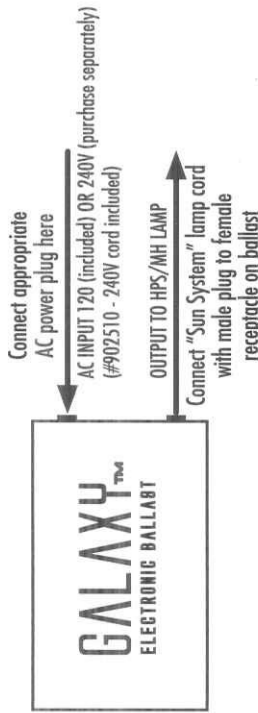 Connect appropriate
AC power plug here
AC INPUT 120 (included) OR 240V (purchase separately)
(#902510 - 240V cord included)
GALAXY™
ELECTRONIC BALLAST
OUTPUT TO HPS/MH LAMP
Connect "Sun System" lamp cord
with male plug to female
receptacle on ballast